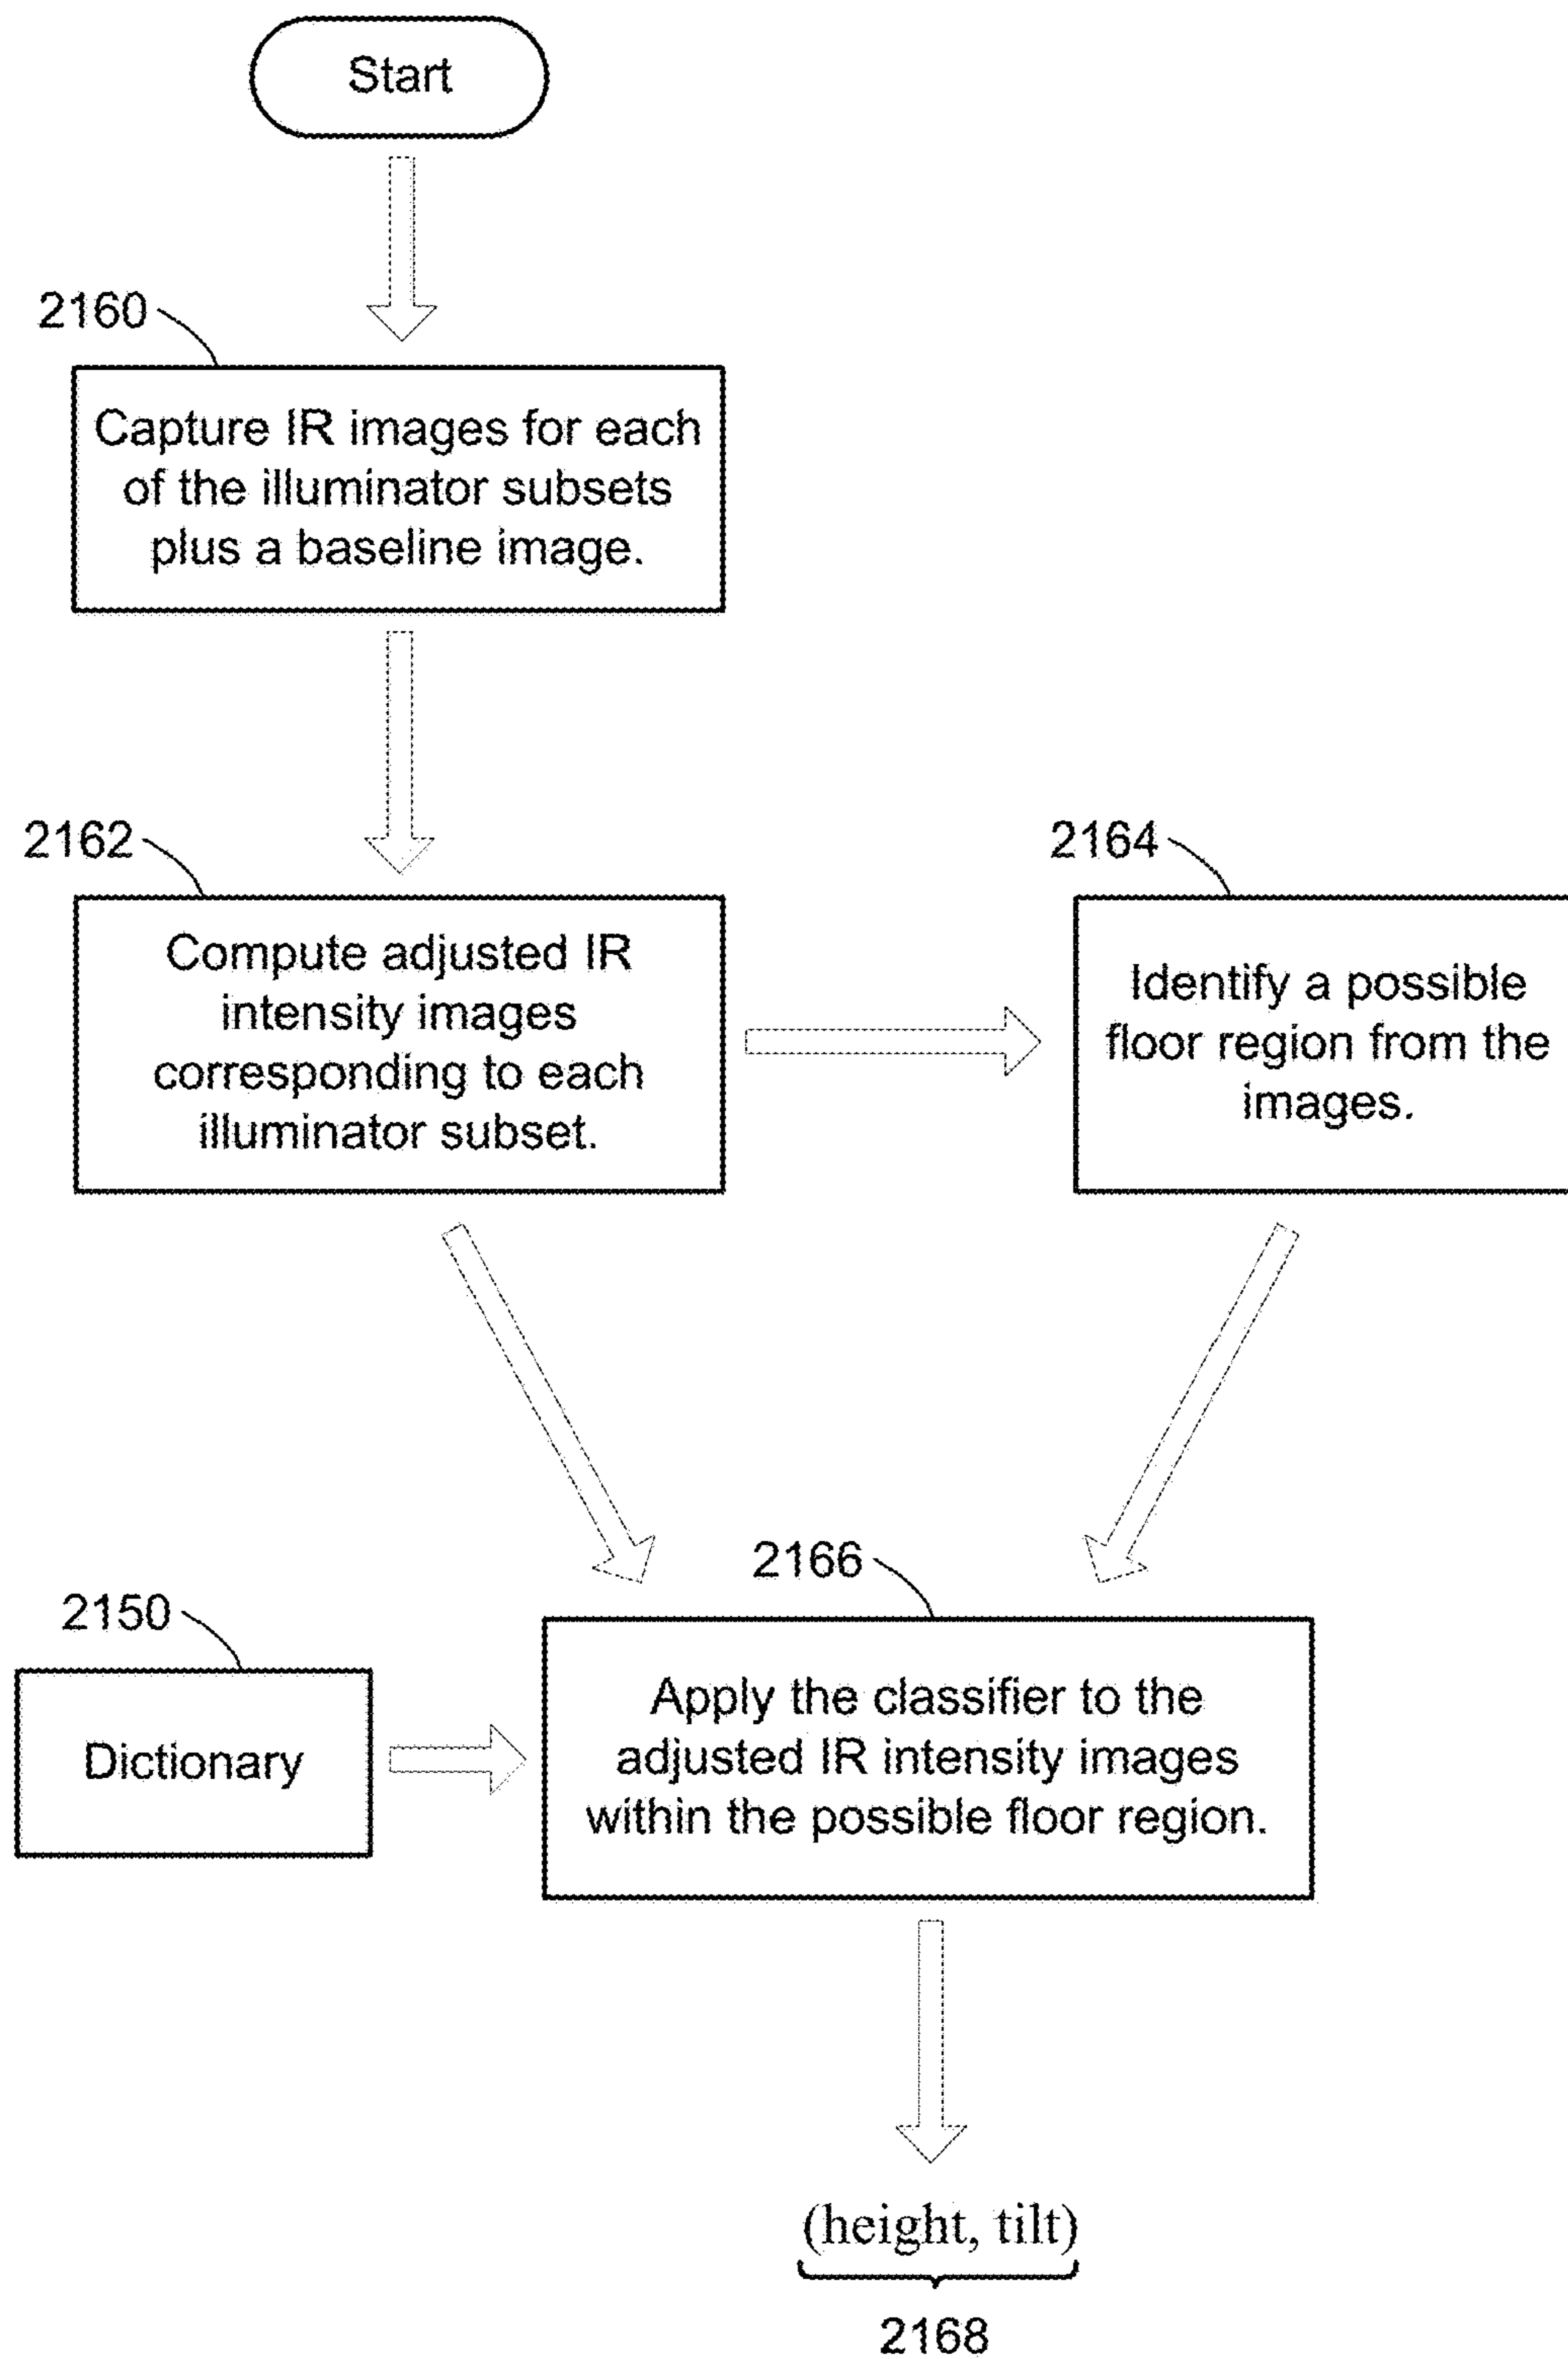 Start
2160
Capture IR images for each
of the illuminator subsets
plus a baseline image.
2162
Compute adjusted IR
intensity images
corresponding to each
illuminator subset.
2164
Identify a possible
floor region from the
images.
2150
Dictionary
2166
Apply the classifier to the
adjusted IR intensity images
within the possible floor region.
(height, tilt)
2168